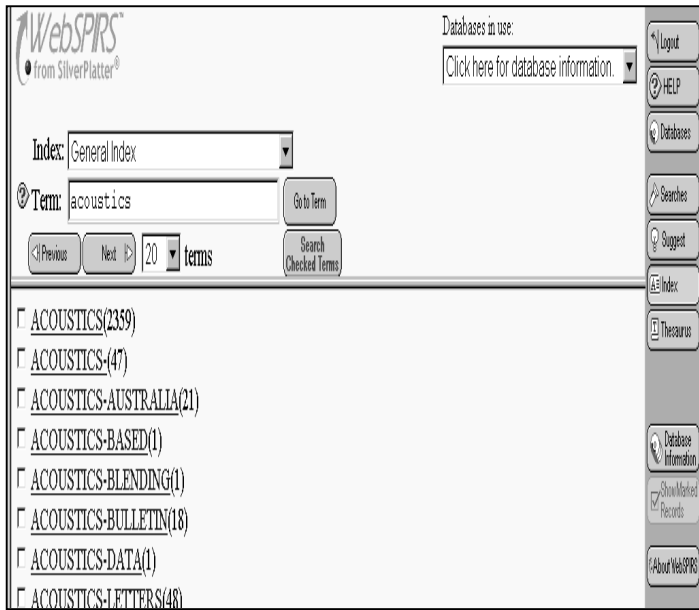 WebSPIRS™
from SilverPlatter®
Databases in use:
Click here for database information.
Index: General Index
Term: acoustics
Go to Term
Previous Next 20 terms
Search
Checked Terms
ACOUSTICS(2359)
ACOUSTICS-(47)
ACOUSTICS-AUSTRALIA(21)
ACOUSTICS-BASED(1)
ACOUSTICS-BLENDING(1)
ACOUSTICS-BULLETIN(18)
ACOUSTICS-DATA(1)
ACOUSTICS-LETTERS(48)
Logout
HELP
Databases
Searches
Suggest
Index
Thesaurus
Database
Information
Show Marked
Records
About WebSPIRS